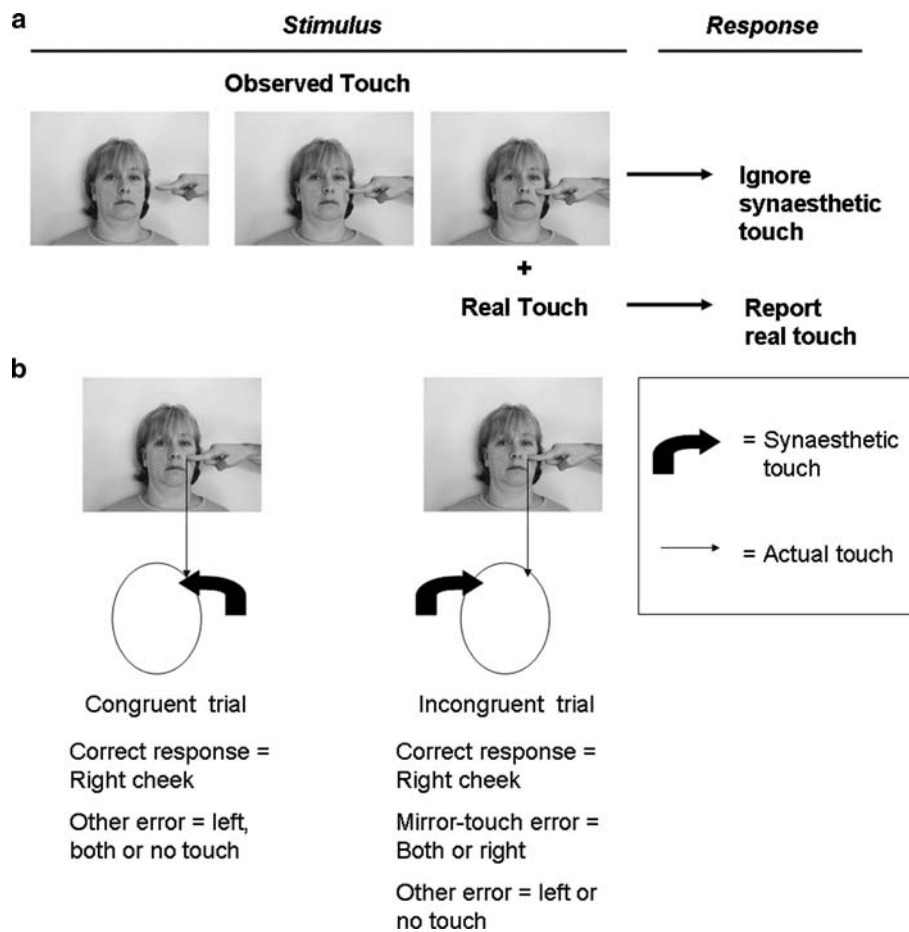 a
Stimulus
Response
Observed Touch
Ignore
synaesthetic
touch
+
Real Touch
Report
real touch
b
= Synaesthetic
touch
= Actual touch
Congruent trial
Correct response =
Right cheek
Other error = left,
both or no touch
Incongruent trial
Correct response =
Right cheek
Mirror-touch error =
Both or right
Other error = left or
no touch